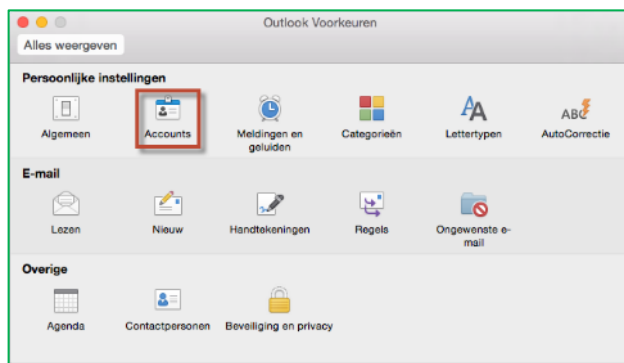 Outlook Voorkeuren
Alles weergeven
Persoonlijke instellingen
Algemeen
Accounts
Meldingen en
geluiden
Categorieën
Lettertypen
AutoCorrectie
E-mail
Lezen
Nieuw
Handtekeningen
Regels
Ongewenste e-
mail
Overige
Agenda
Contactpersonen
Beveiliging en privacy